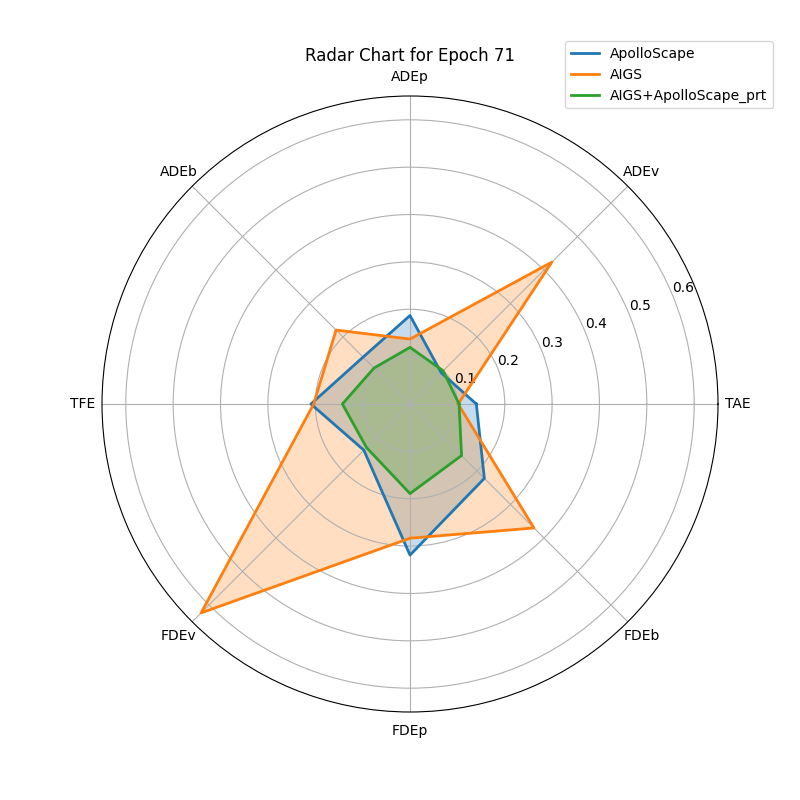 Radar Chart for Epoch 71
ApolloScape
AIGS
AIGS+ApolloScape_prt
ADEp
ADEb
ADEv
0.6
0.5
0.4
0.3
0.2
0.1
TFE
TAE
FDEv
FDEb
FDEp